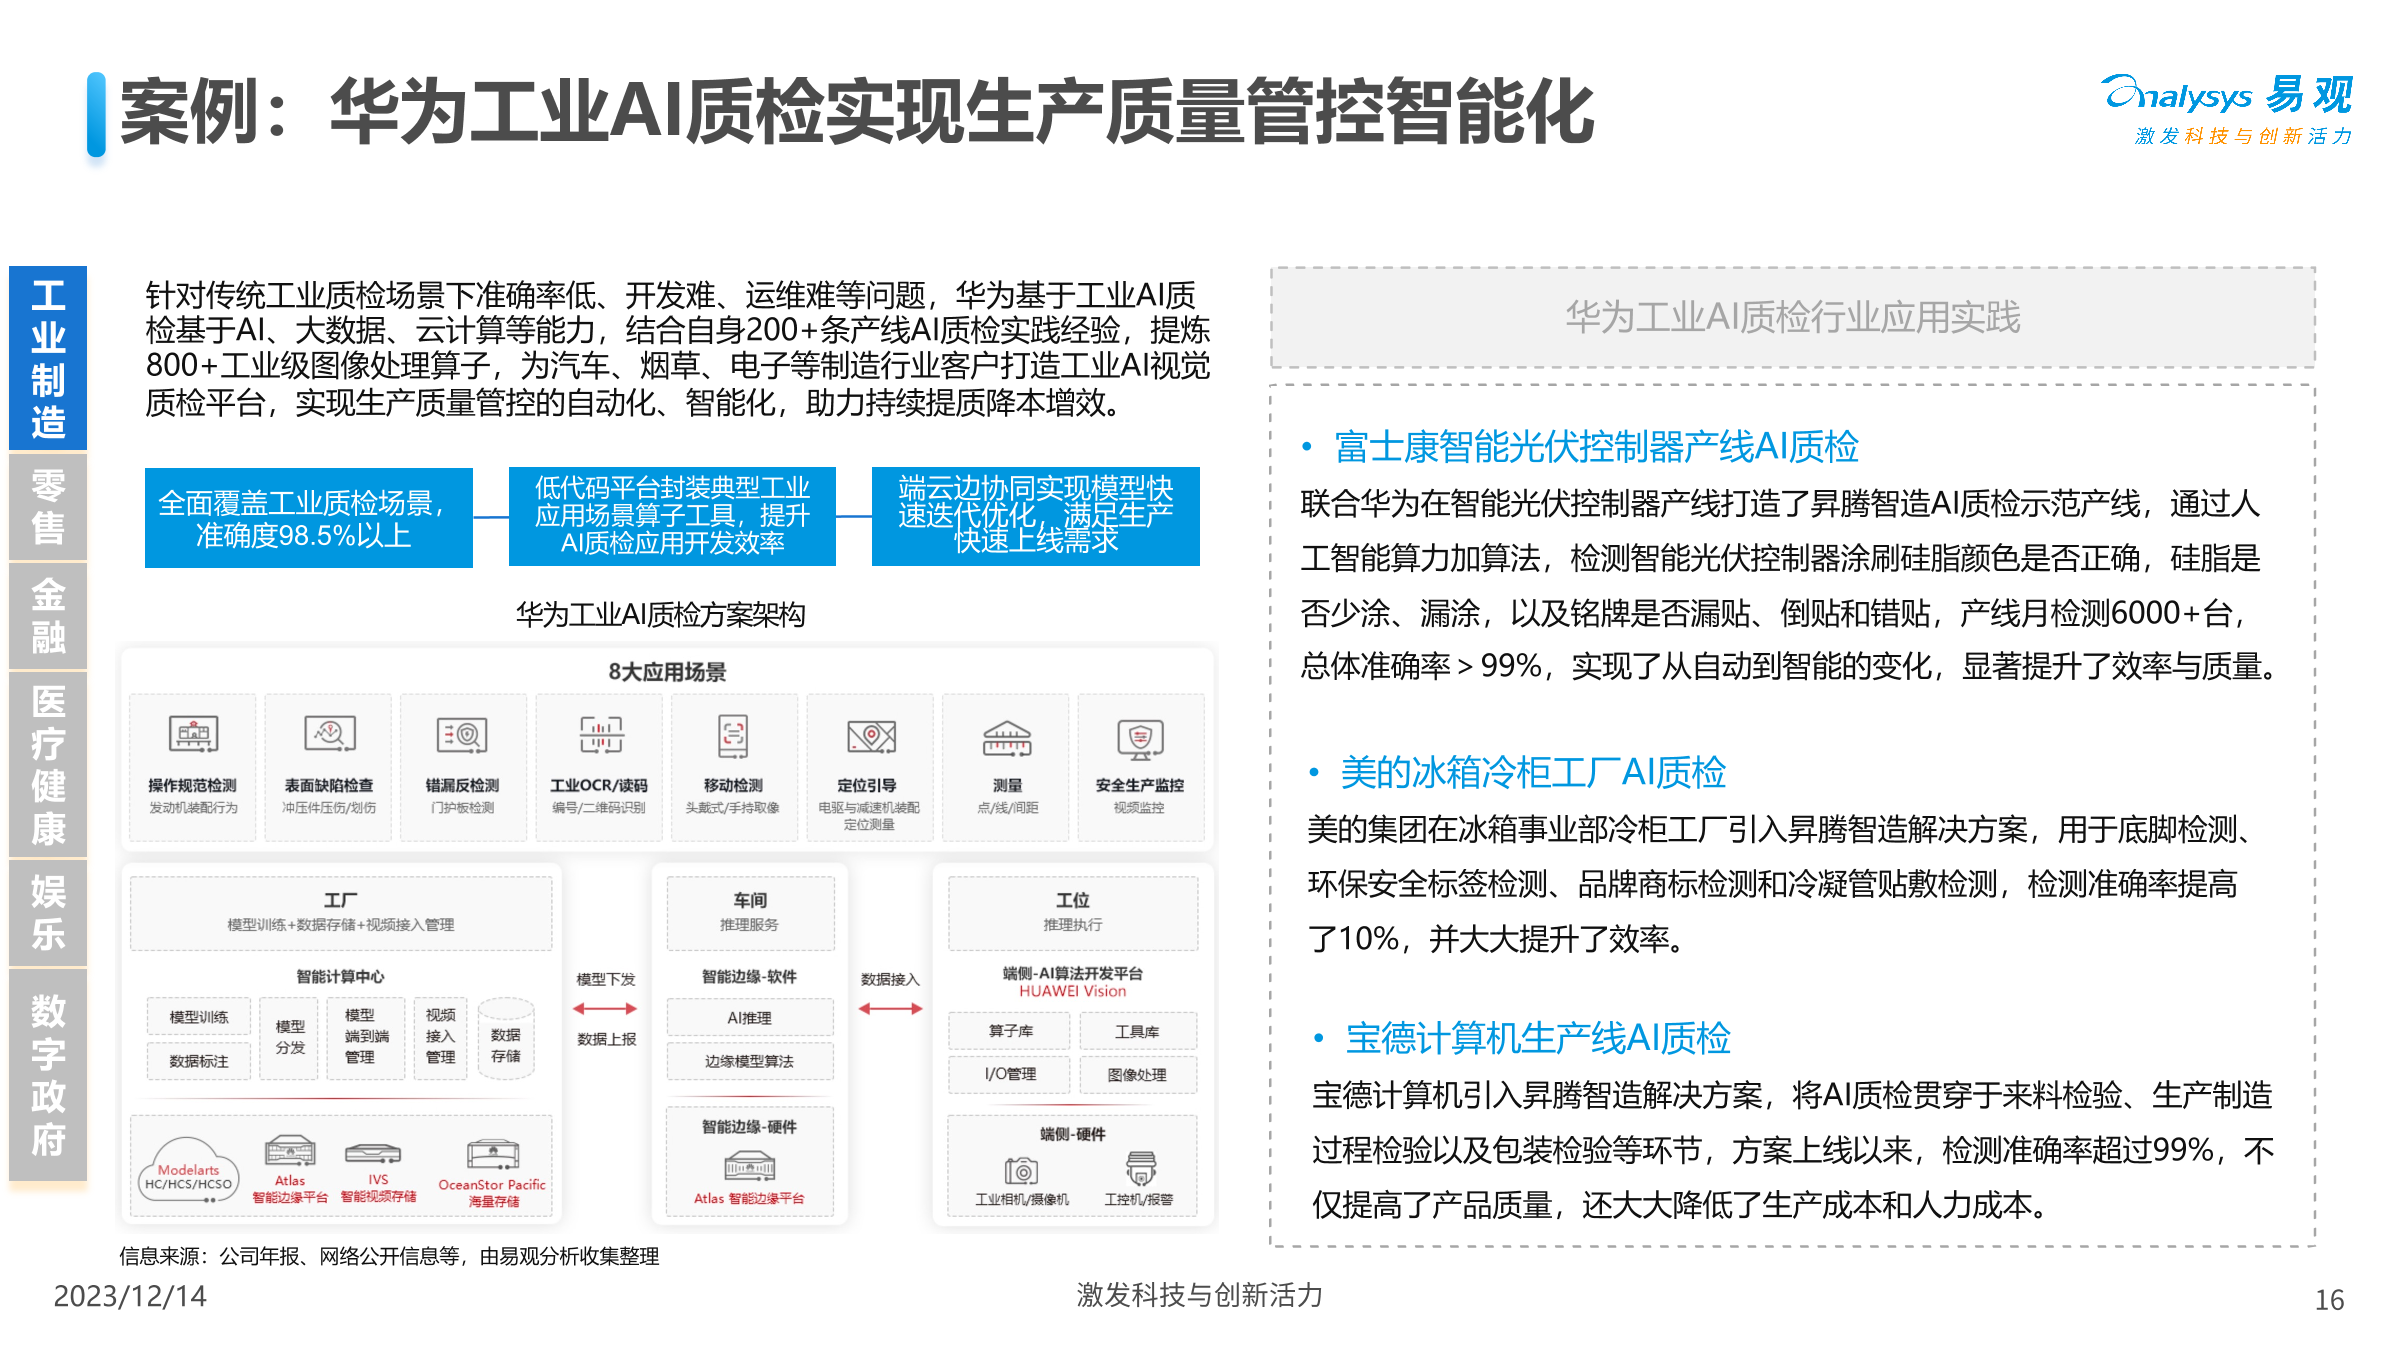 案例：华为工业AI质检实现生产质量管控智能化
analysys 易观
激发科技与创新活力
工业制造
零售
金融
医疗健康
娱乐
数字政府
针对传统工业质检场景下准确率低、开发难、运维难等问题，华为基于工业AI质
检基于AI、大数据、云计算等能力，结合自身200+条产线AI质检实践经验，提炼
800+工业级图像处理算子，为汽车、烟草、电子等制造行业客户打造工业AI视觉
质检平台，实现生产质量管控的自动化、智能化，助力持续提质降本增效。
全面覆盖工业质检场景，
准确度98.5%以上
低代码平台封装典型工业
应用场景算子工具，提升
AI质检应用开发效率
端云边协同实现模型快
速迭代优化，满足生产
快速上线需求
华为工业AI质检方案架构
8大应用场景
操作规范检测
发动机装配行为
表面缺陷检查
冲压件压伤/划伤
错漏反检测
门护板检测
工业OCR/读码
编号/二维码识别
移动检测
头戴式/手持取像
定位引导
电驱与减速机装配
定位测量
测量
点/线/间距
安全生产监控
视频监控
工厂
模型训练+数据存储+视频接入管理
智能计算中心
模型训练
数据标注
模型
分发
模型
端到端
管理
视频
接入
管理
数据
存储
Modelarts
HC/HCS/HCSO
Atlas
智能边缘平台
IVS
智能视频存储
OceanStor Pacific
海量存储
模型下发
数据上报
车间
推理服务
智能边缘-软件
AI推理
边缘模型算法
智能边缘-硬件
Atlas 智能边缘平台
数据接入
工位
推理执行
端侧-AI算法开发平台
HUAWEI Vision
算子库
工具库
I/O管理
图像处理
端侧-硬件
工业相机/摄像机
工控机/报警
信息来源：公司年报、网络公开信息等，由易观分析收集整理
华为工业AI质检行业应用实践
• 富士康智能光伏控制器产线AI质检
联合华为在智能光伏控制器产线打造了昇腾智造AI质检示范产线，通过人
工智能算力加算法，检测智能光伏控制器涂刷硅脂颜色是否正确，硅脂是
否少涂、漏涂，以及铭牌是否漏贴、倒贴和错贴，产线月检测6000+台，
总体准确率＞99%，实现了从自动到智能的变化，显著提升了效率与质量。
• 美的冰箱冷柜工厂AI质检
美的集团在冰箱事业部冷柜工厂引入昇腾智造解决方案，用于底脚检测、
环保安全标签检测、品牌商标检测和冷凝管贴敷检测，检测准确率提高
了10%，并大大提升了效率。
• 宝德计算机生产线AI质检
宝德计算机引入昇腾智造解决方案，将AI质检贯穿于来料检验、生产制造
过程检验以及包装检验等环节，方案上线以来，检测准确率超过99%，不
仅提高了产品质量，还大大降低了生产成本和人力成本。
2023/12/14
激发科技与创新活力
16